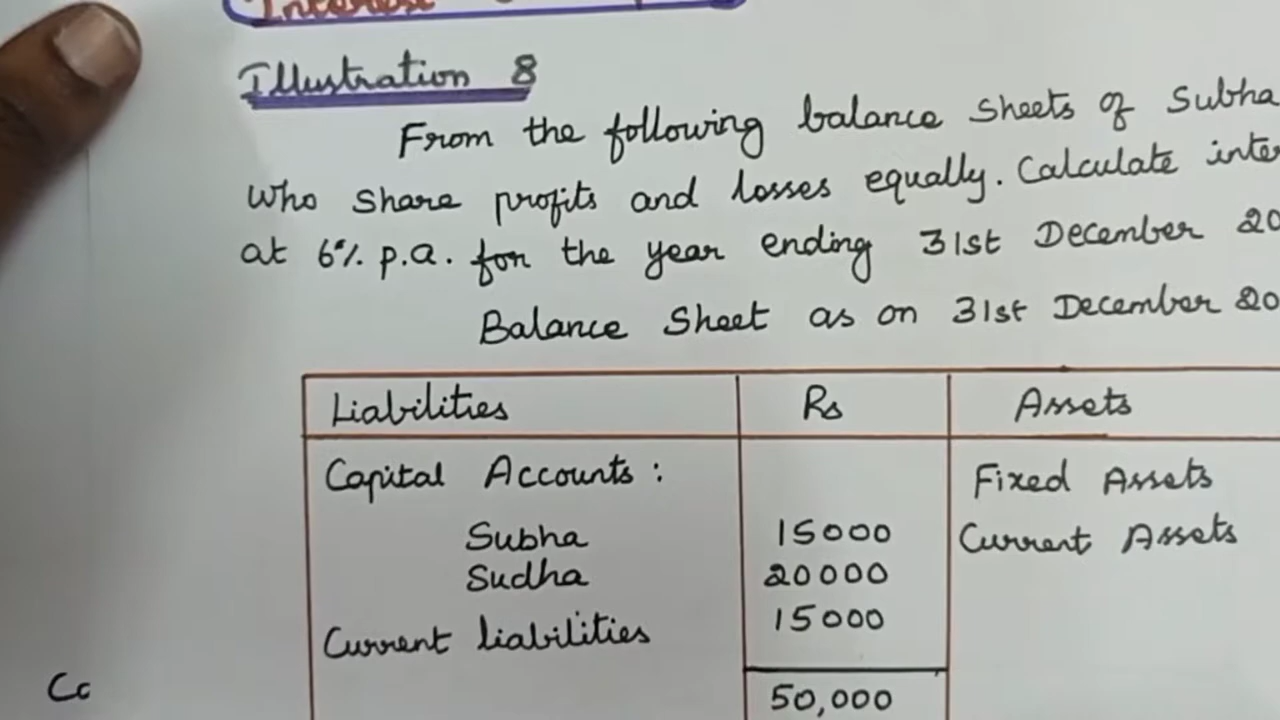 Interest
Illustration 8
From the following balance sheets of Subha
who share profits and losses equally. Calculate inte
at 6% p.a. for the year ending 31st December 20
Balance Sheet as on 31st December 20
Liabilities Rs Assets
Capital Accounts: Fixed Assets
Subha 15000 Current Assets
Sudha 20000
Current liabilities 15000
50,000